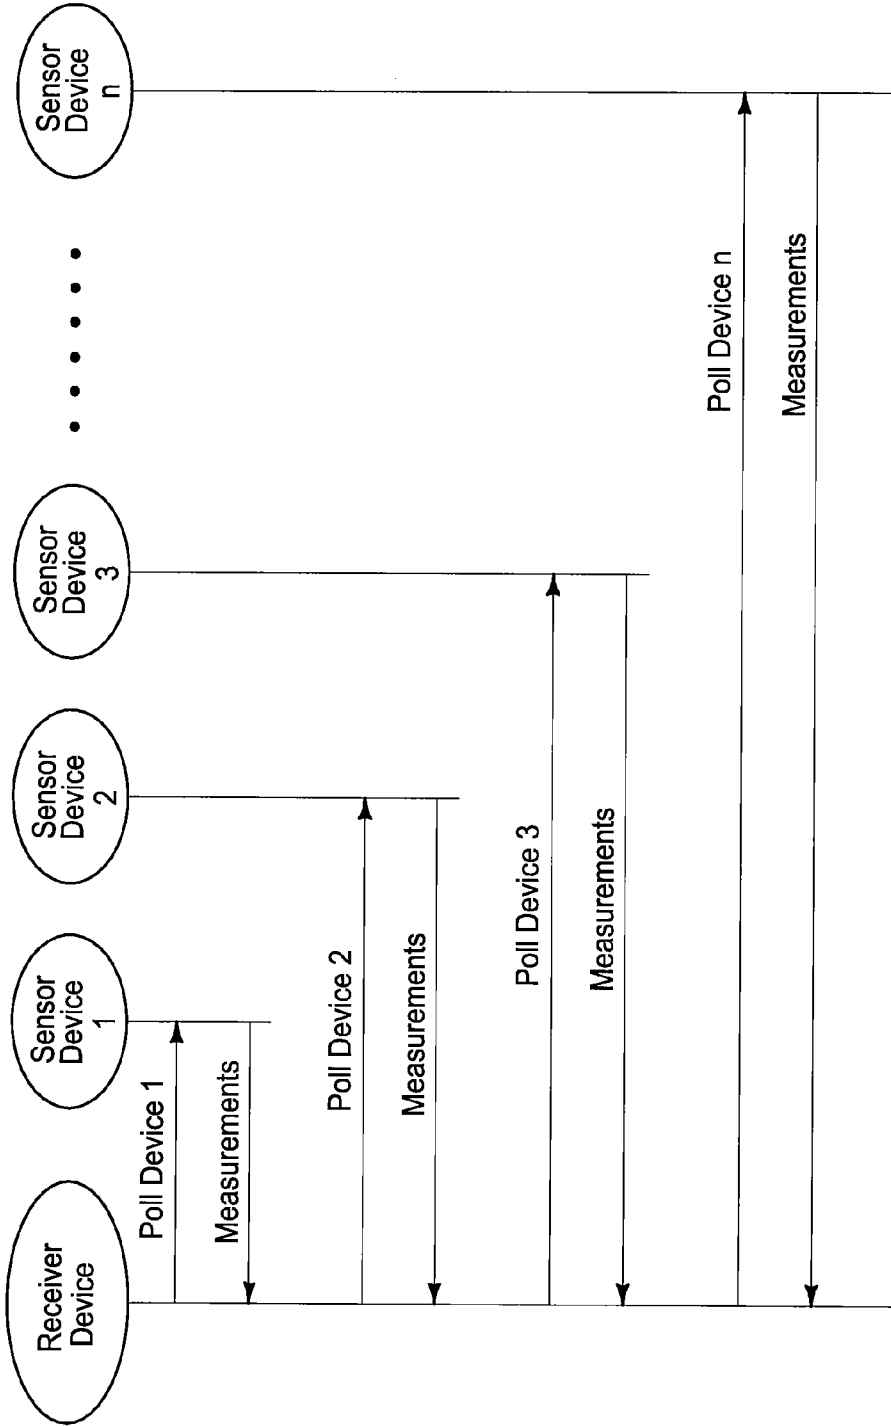 Receiver
Device
Sensor
Device
1
Sensor
Device
2
Sensor
Device
3
Sensor
Device
n
Poll Device 1
Measurements
Poll Device 2
Measurements
Poll Device 3
Measurements
Poll Device n
Measurements